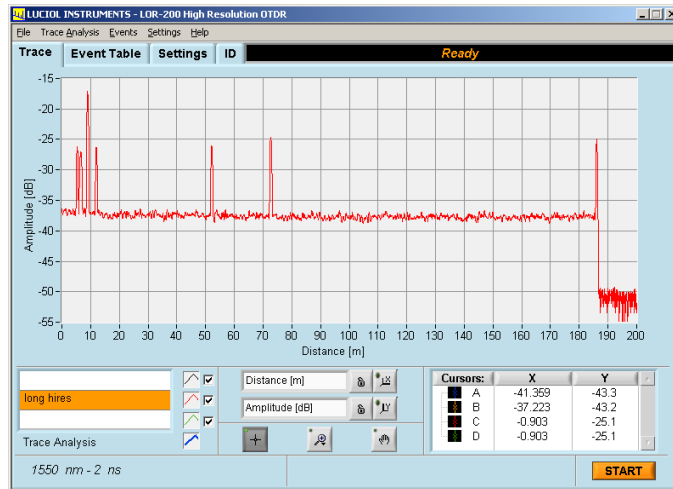 LUCIOL INSTRUMENTS - LOR-200 High Resolution OTDR
File Trace Analysis Events Settings Help
Trace Event Table Settings ID Ready
-15
-20
-25
-30
-35
-40
-45
-50
-55
Amplitude [dB]
0 10 20 30 40 50 60 70 80 90 100 110 120 130 140 150 160 170 180 190 200
Distance [m]
long hires
Trace Analysis
Distance [m]
Amplitude [dB]
Cursors: X Y
A -41.359 -43.3
B -37.223 -43.2
C -0.903 -25.1
D -0.903 -25.1
1550 nm - 2 ns
START